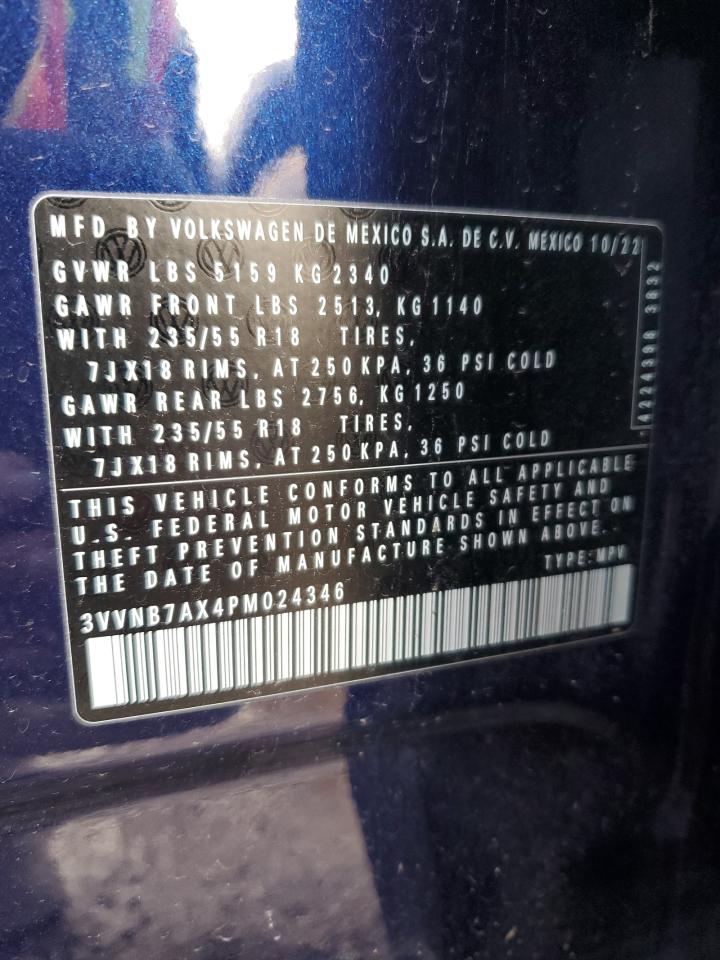 MFD BY VOLKSWAGEN DE MEXICO S.A. DE C.V. MEXICO 10/22
GVWR LBS 5159 KG 2340
GAWR FRONT LBS 2513, KG 1140
WITH 235/55 R18 TIRES,
7JX18 RIMS, AT 250 KPA, 36 PSI COLD
GAWR REAR LBS 2756, KG 1250
WITH 235/55 R18 TIRES,
7JX18 RIMS, AT 250 KPA, 36 PSI COLD
THIS VEHICLE CONFORMS TO ALL APPLICABLE
U.S. FEDERAL MOTOR VEHICLE SAFETY AND
THEFT PREVENTION STANDARDS IN EFFECT ON
THE DATE OF MANUFACTURE SHOWN ABOVE.
TYPE: MPV
3VVNB7AX4PM024346
3832